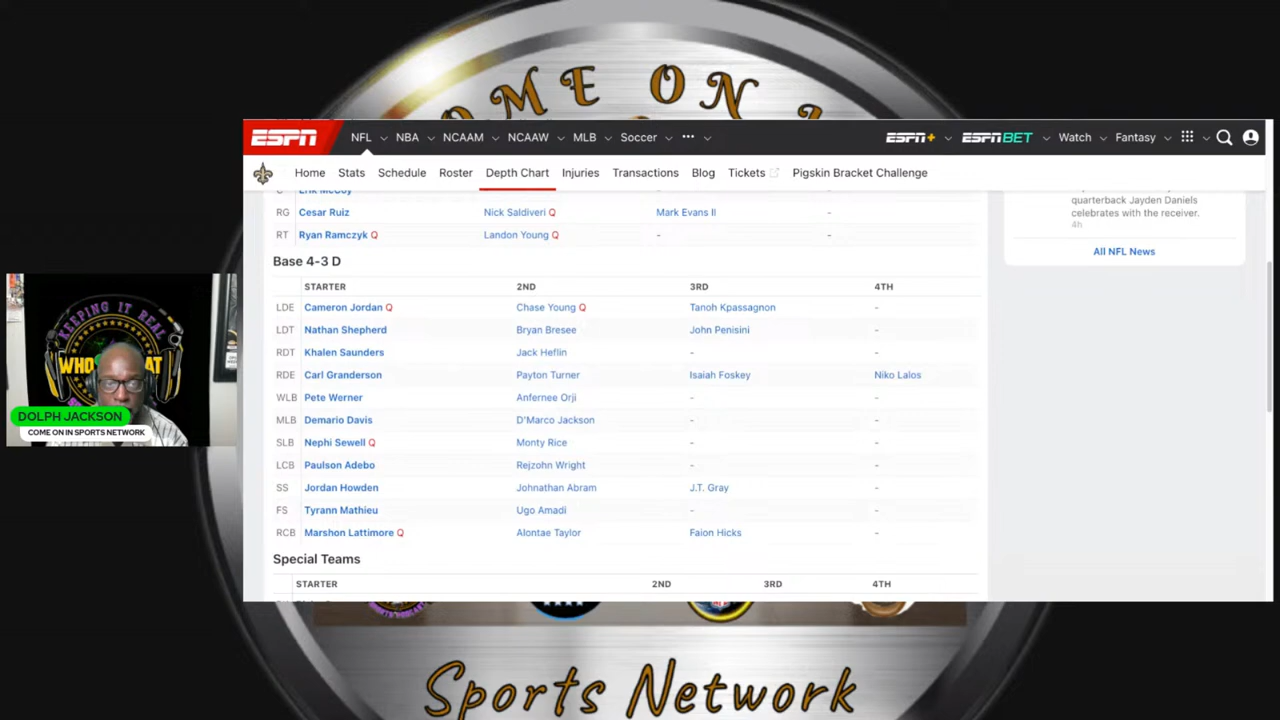 OME ON I
ESPN NFL NBA NCAAM NCAAW MLB Soccer ••• ESPN+ ESPN BET Watch Fantasy
Home Stats Schedule Roster Depth Chart Injuries Transactions Blog Tickets Pigskin Bracket Challenge
C Erik McCoy - -
RG Cesar Ruiz Nick Saldiveri Q Mark Evans II -
RT Ryan Ramczyk Q Landon Young Q - -
quarterback Jayden Daniels
celebrates with the receiver.
4h
All NFL News
Base 4-3 D
STARTER 2ND 3RD 4TH
LDE Cameron Jordan Q Chase Young Q Tanoh Kpassagnon -
LDT Nathan Shepherd Bryan Bresee John Penisini -
RDT Khalen Saunders Jack Heflin - -
RDE Carl Granderson Payton Turner Isaiah Foskey Niko Lalos
WLB Pete Werner Anfernee Orji - -
MLB Demario Davis D'Marco Jackson - -
SLB Nephi Sewell Q Monty Rice - -
LCB Paulson Adebo Rejzohn Wright - -
SS Jordan Howden Johnathan Abram J.T. Gray -
FS Tyrann Mathieu Ugo Amadi - -
RCB Marshon Lattimore Q Alontae Taylor Faion Hicks -
Special Teams
STARTER 2ND 3RD 4TH
KEEPING IT REAL
WHO DAT
DOLPH JACKSON
COME ON IN SPORTS NETWORK
Sports Network